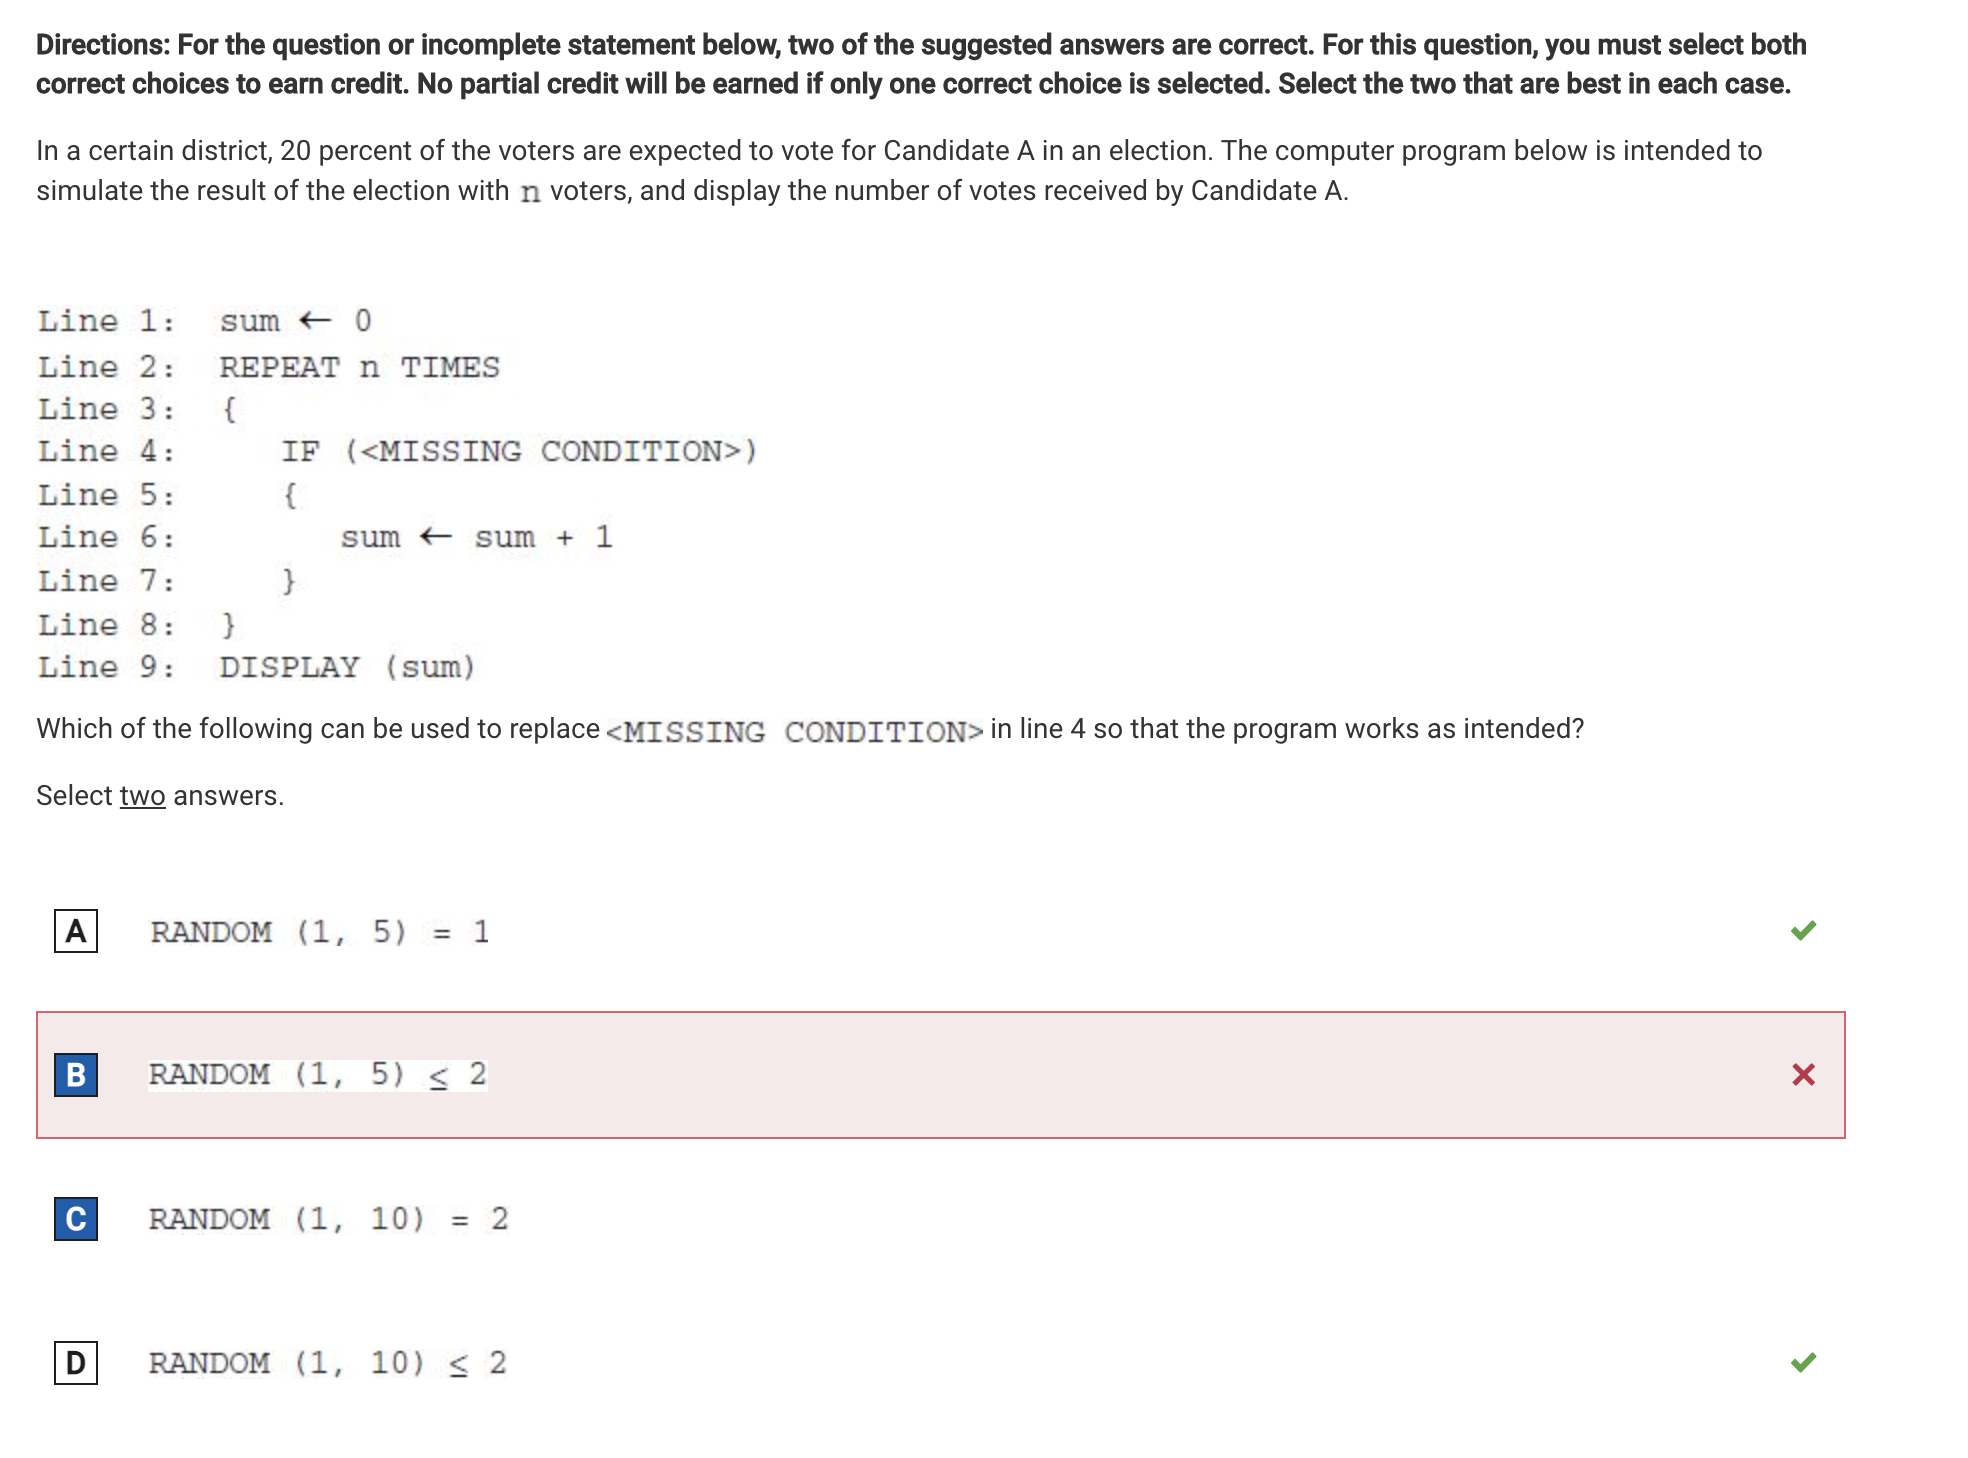 Directions: For the question or incomplete statement below, two of the suggested answers are correct. For this question, you must select both
correct choices to earn credit. No partial credit will be earned if only one correct choice is selected. Select the two that are best in each case.
In a certain district, 20 percent of the voters are expected to vote for Candidate A in an election. The computer program below is intended to
simulate the result of the election with n voters, and display the number of votes received by Candidate A.
Line 1: sum ← 0
Line 2: REPEAT n TIMES
Line 3: {
Line 4: IF (<MISSING CONDITION>)
Line 5: {
Line 6: sum ← sum + 1
Line 7: }
Line 8: }
Line 9: DISPLAY (sum)
Which of the following can be used to replace <MISSING CONDITION> in line 4 so that the program works as intended?
Select two answers.
A RANDOM (1, 5) = 1
B RANDOM (1, 5) ≤ 2
C RANDOM (1, 10) = 2
D RANDOM (1, 10) ≤ 2